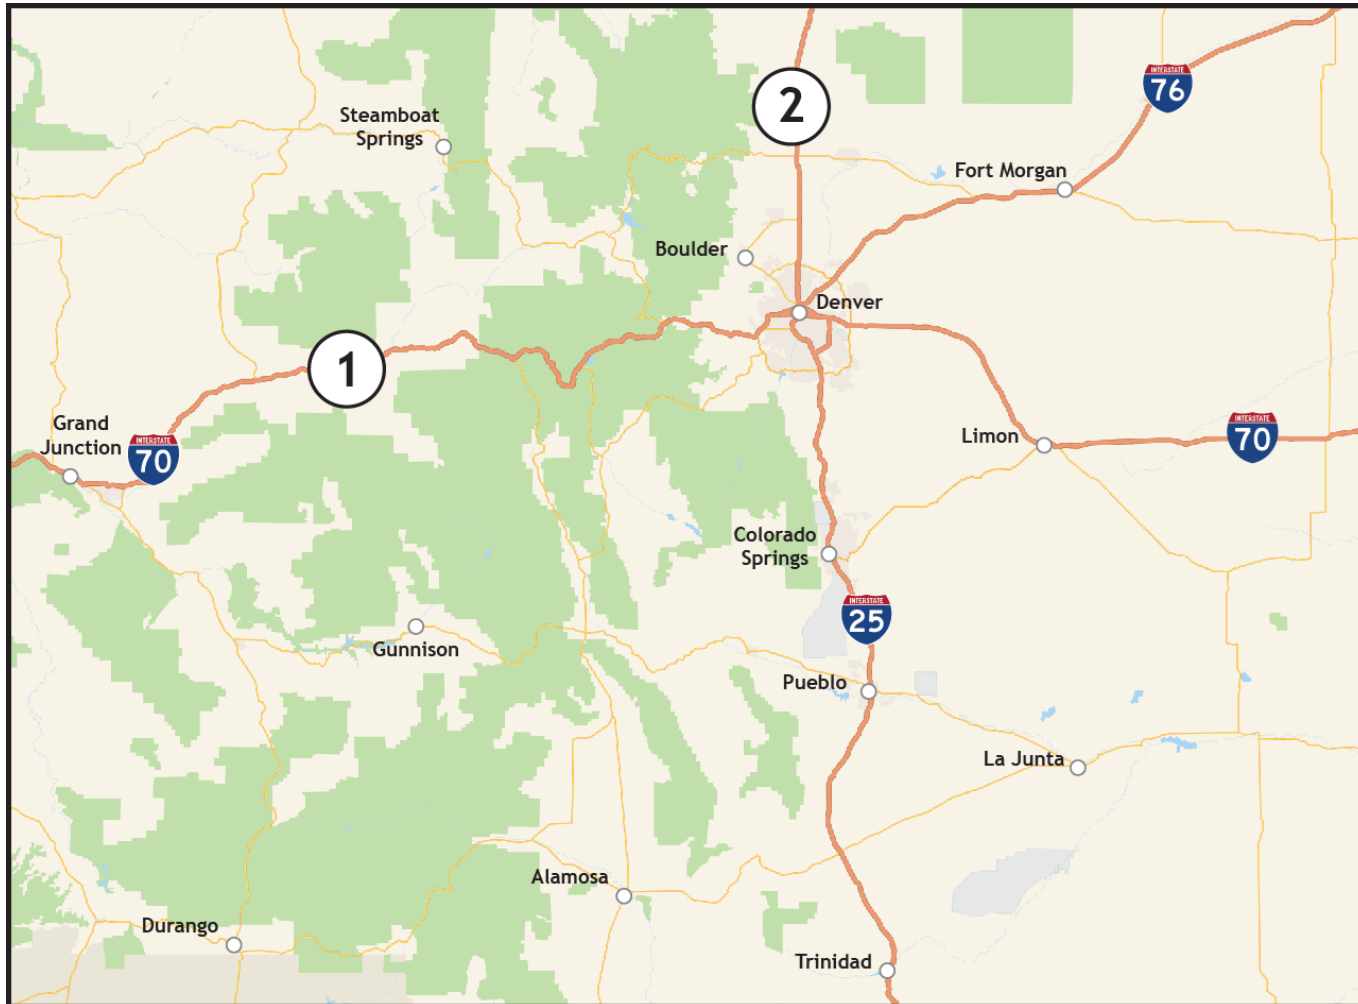 2
INTERSTATE
76
Steamboat
Springs
Fort Morgan
Boulder
Denver
1
Grand
Junction
INTERSTATE
70
Limon
INTERSTATE
70
Colorado
Springs
INTERSTATE
25
Gunnison
Pueblo
La Junta
Alamosa
Durango
Trinidad